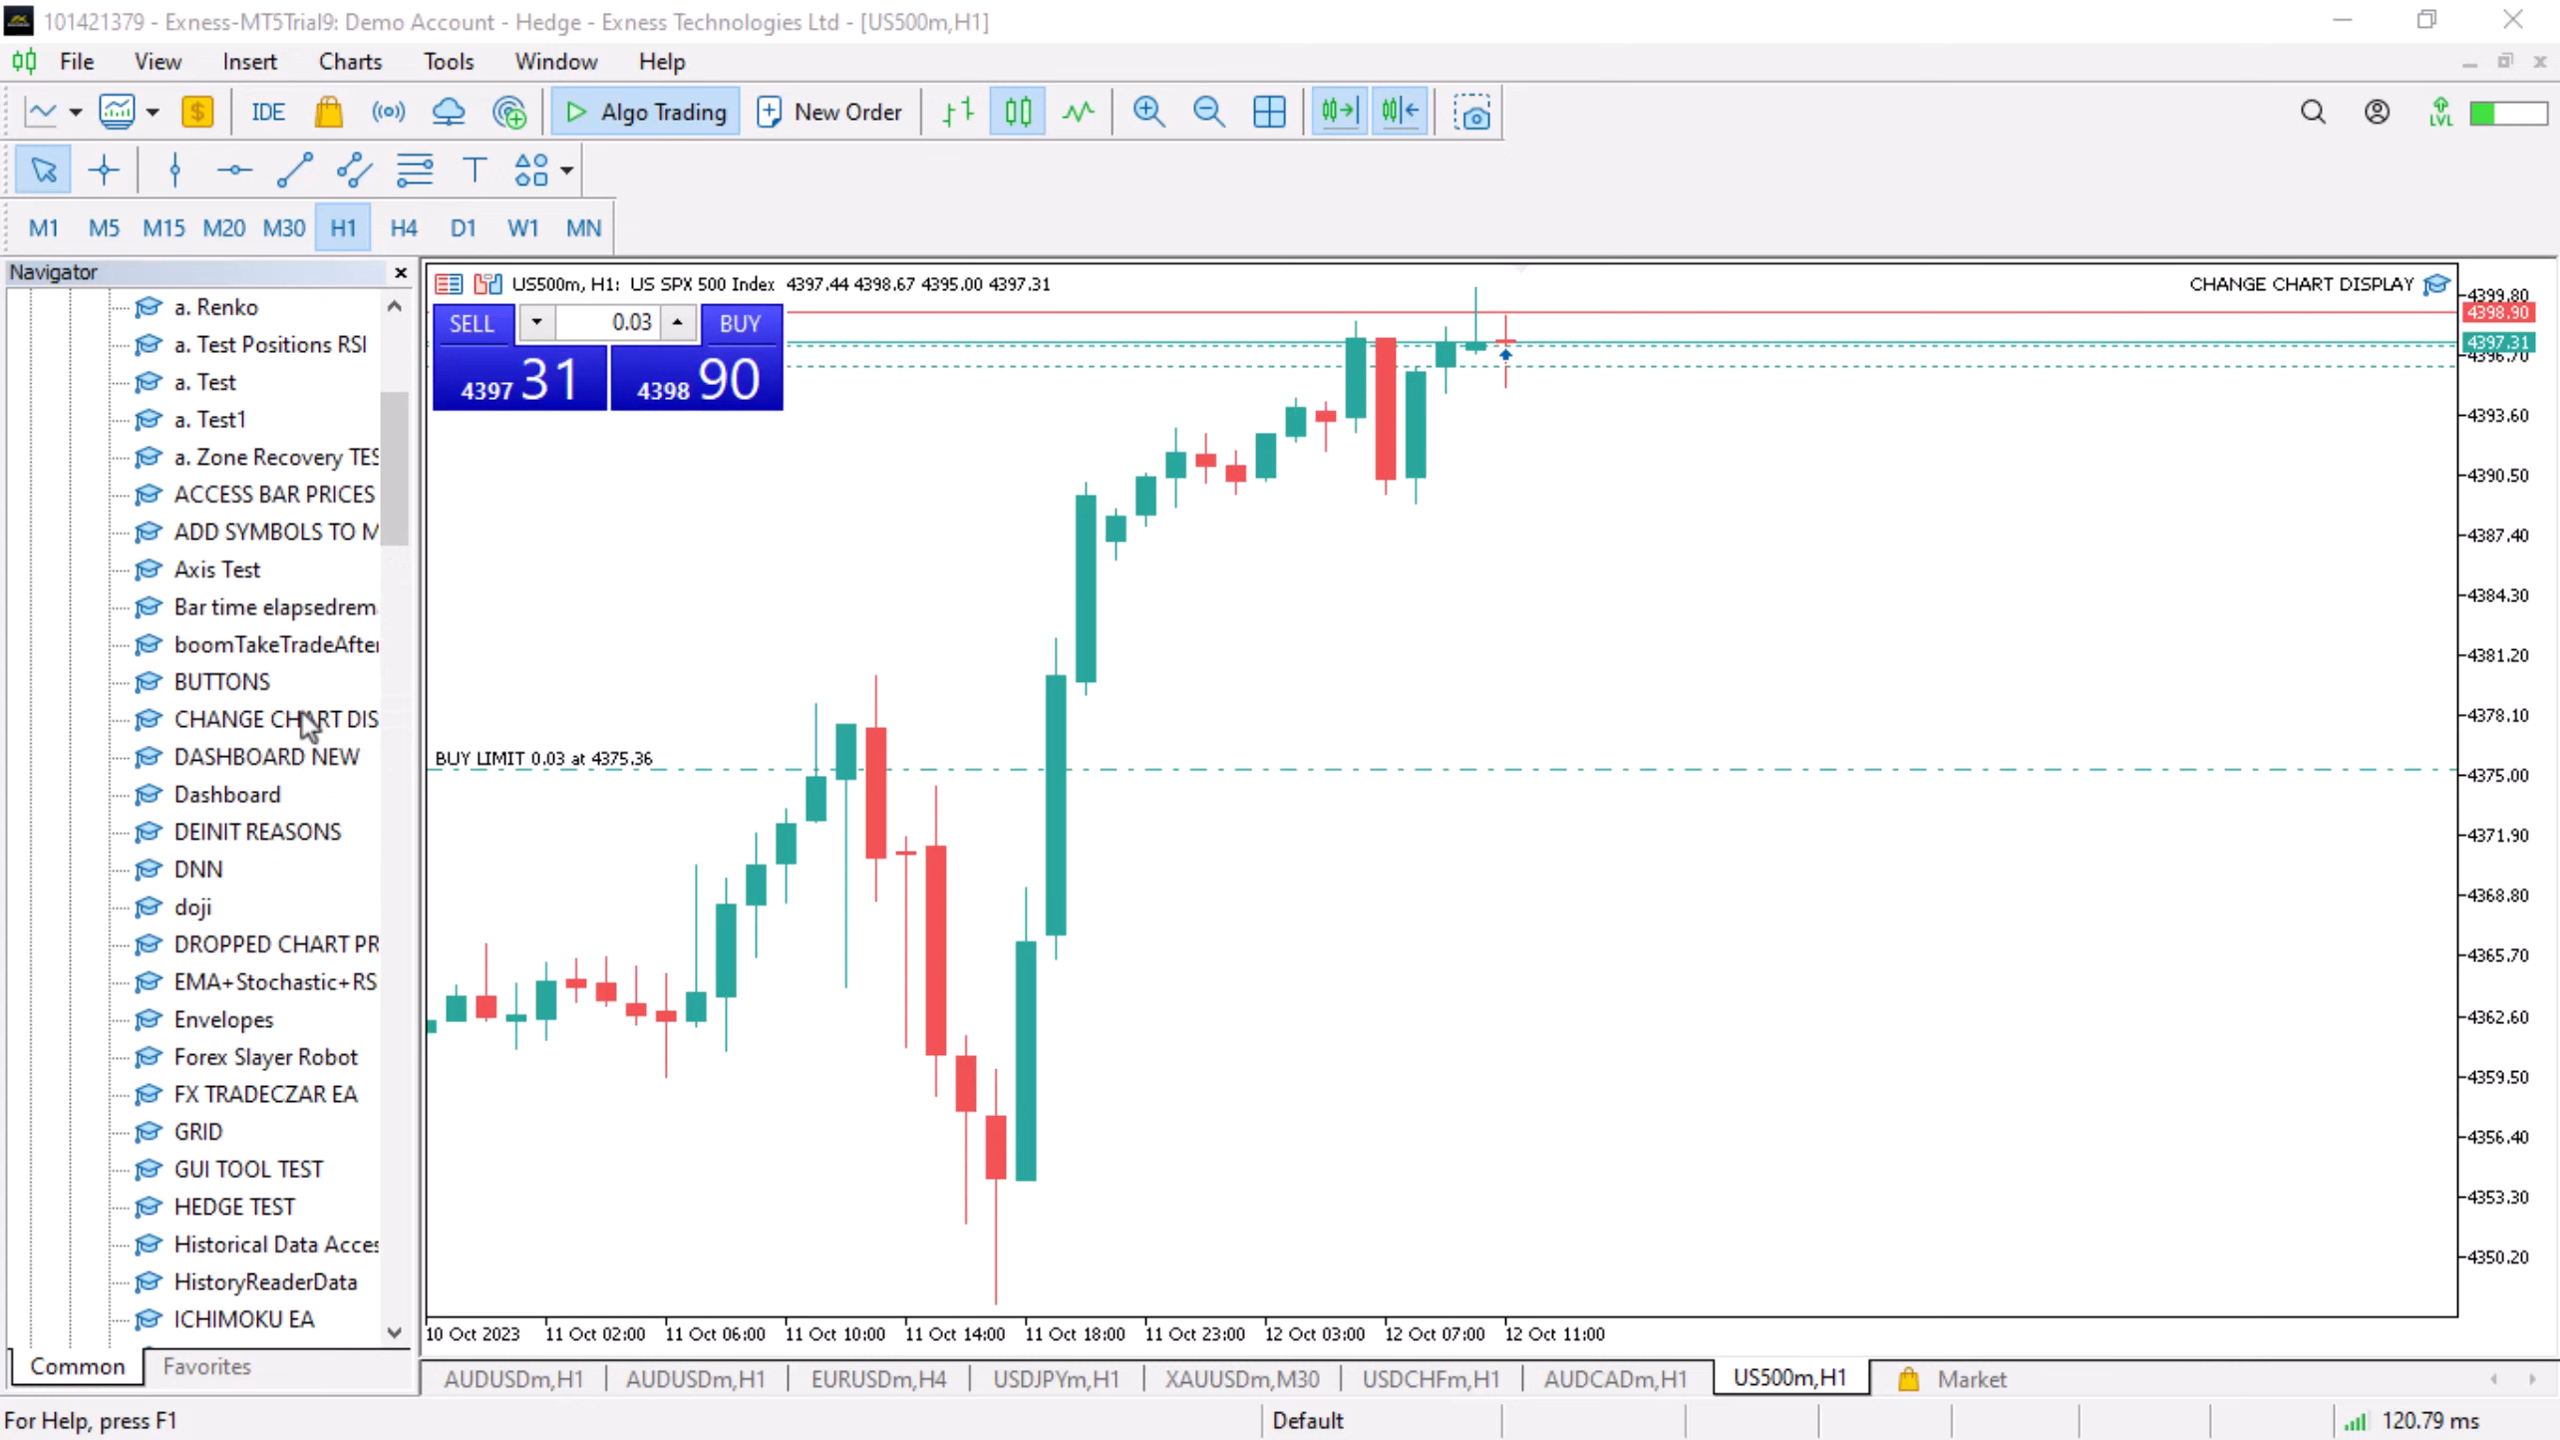 101421379 - Exness-MT5Trial9: Demo Account - Hedge - Exness Technologies Ltd - [US500m,H1]
File View Insert Charts Tools Window Help
IDE Algo Trading New Order LVL
M1 M5 M15 M20 M30 H1 H4 D1 W1 MN
Navigator
a. Renko
a. Test Positions RSI
a. Test
a. Test1
a. Zone Recovery TES
ACCESS BAR PRICES
ADD SYMBOLS TO M
Axis Test
Bar time elapsedrem
boomTakeTradeAfter
BUTTONS
CHANGE CHART DIS
DASHBOARD NEW
Dashboard
DEINIT REASONS
DNN
doji
DROPPED CHART PR
EMA+Stochastic+RS
Envelopes
Forex Slayer Robot
FX TRADECZAR EA
GRID
GUI TOOL TEST
HEDGE TEST
Historical Data Acces
HistoryReaderData
ICHIMOKU EA
Common Favorites
US500m, H1: US SPX 500 Index 4397.44 4398.67 4395.00 4397.31
CHANGE CHART DISPLAY
SELL 0.03 BUY
4397 31 4398 90
BUY LIMIT 0.03 at 4375.36
4399.80
4398.90
4397.31
4396.70
4393.60
4390.50
4387.40
4384.30
4381.20
4378.10
4375.00
4371.90
4368.80
4365.70
4362.60
4359.50
4356.40
4353.30
4350.20
10 Oct 2023 11 Oct 02:00 11 Oct 06:00 11 Oct 10:00 11 Oct 14:00 11 Oct 18:00 11 Oct 23:00 12 Oct 03:00 12 Oct 07:00 12 Oct 11:00
AUDUSDm,H1 AUDUSDm,H1 EURUSDm,H4 USDJPYm,H1 XAUUSDm,M30 USDCHFm,H1 AUDCADm,H1 US500m,H1 Market
For Help, press F1 Default 120.79 ms